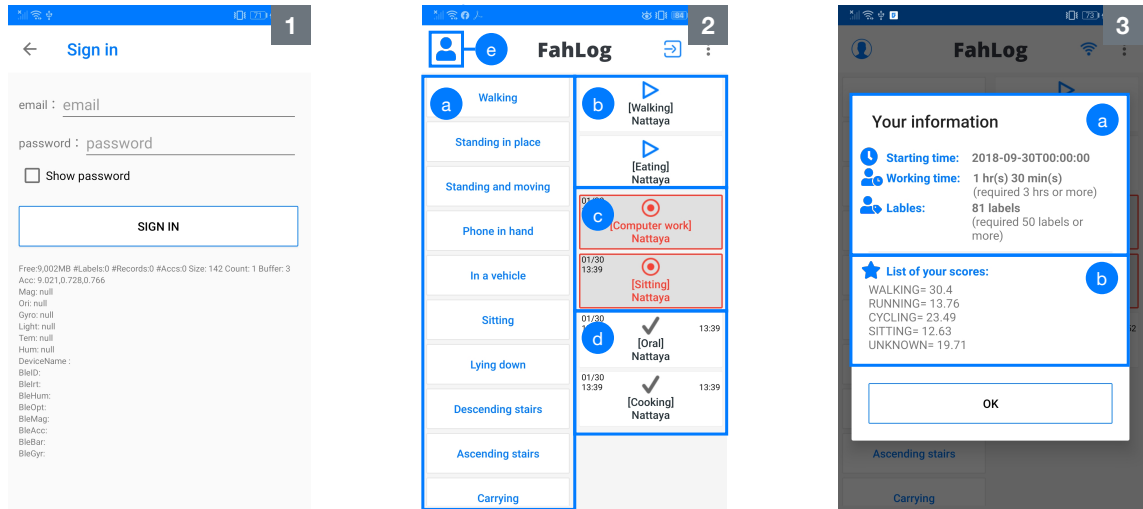 71
1
Sign in
email :
email
password :
password
Show password
SIGN IN
Free:9,002MB #Labels:0 #Records:0 #Accs:0 Size: 142 Count: 1 Buffer: 3
Acc: 9.021,0.728,0.766
Mag: null
Ori: null
Gyro: null
Light: null
Tem: null
Hum: null
DeviceName :
BleID:
BleIrt:
BleHum:
BleOpt:
BleMag:
BleAcc:
BleBar:
BleGyr:
84
2
e
FahLog
a
Walking
Standing in place
Standing and moving
Phone in hand
In a vehicle
Sitting
Lying down
Descending stairs
Ascending stairs
Carrying
b
[Walking]
Nattaya
[Eating]
Nattaya
c
[Computer work]
Nattaya
01/30
13:39
[Sitting]
Nattaya
01/30
13:39
d
[Oral]
Nattaya
01/30
13:39
13:39
[Cooking]
Nattaya
73
3
FahLog
Your information
a
Starting time: 2018-09-30T00:00:00
Working time: 1 hr(s) 30 min(s)
(required 3 hrs or more)
Lables: 81 labels
(required 50 labels or
more)
List of your scores:
b
WALKING= 30.4
RUNNING= 13.76
CYCLING= 23.49
SITTING= 12.63
UNKNOWN= 19.71
OK
Ascending stairs
Carrying